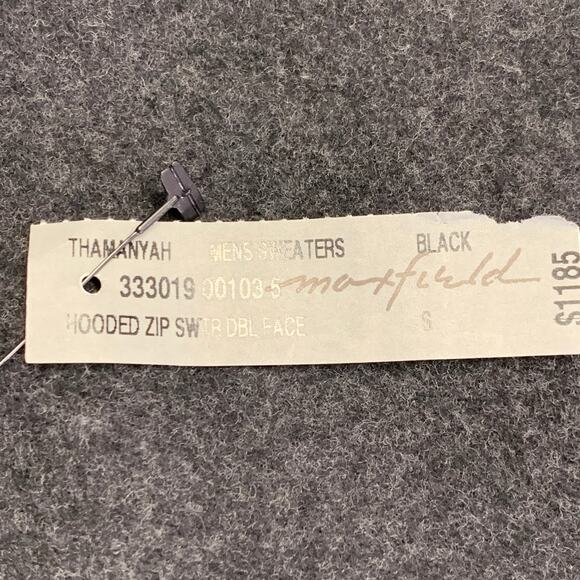 THAMANYAH MENS SWEATERS BLACK
333019 00103-5 maxfield
HOODED ZIP SWTR DBL FACE S
$1185